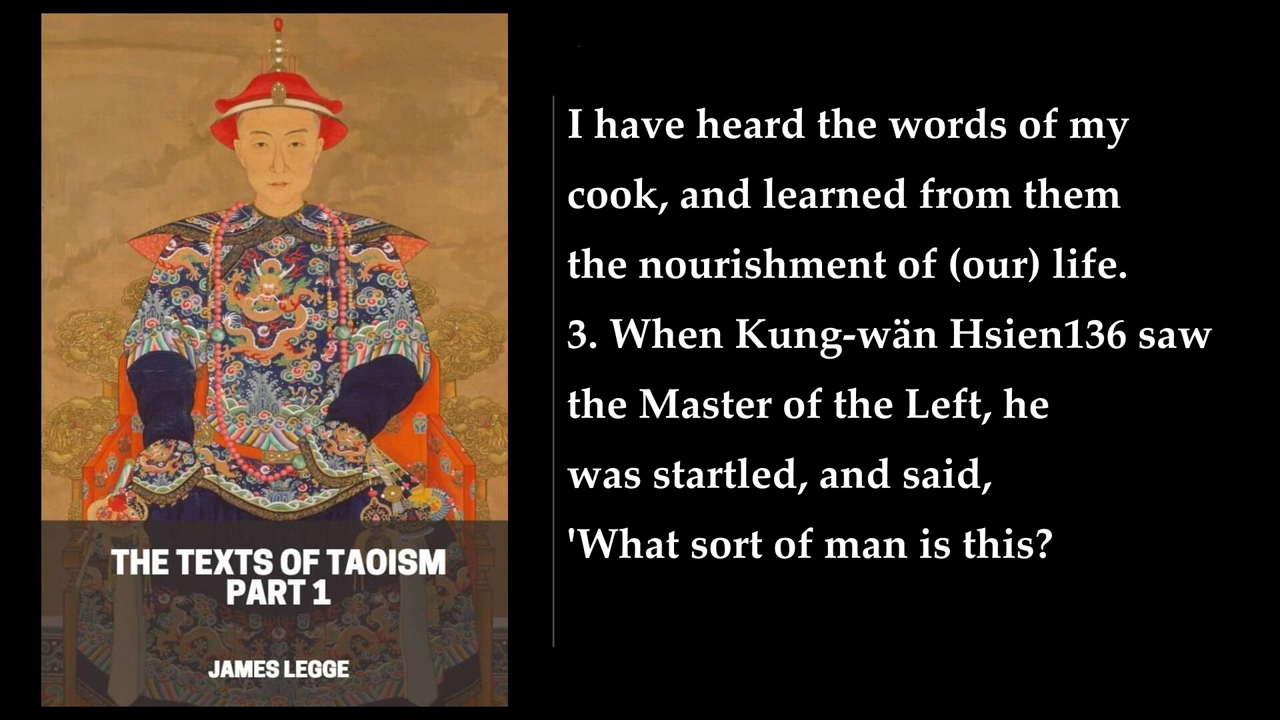 THE TEXTS OF TAOISM
PART 1
JAMES LEGGE
I have heard the words of my
cook, and learned from them
the nourishment of (our) life.
3. When Kung-wän Hsien136 saw
the Master of the Left, he
was startled, and said,
'What sort of man is this?